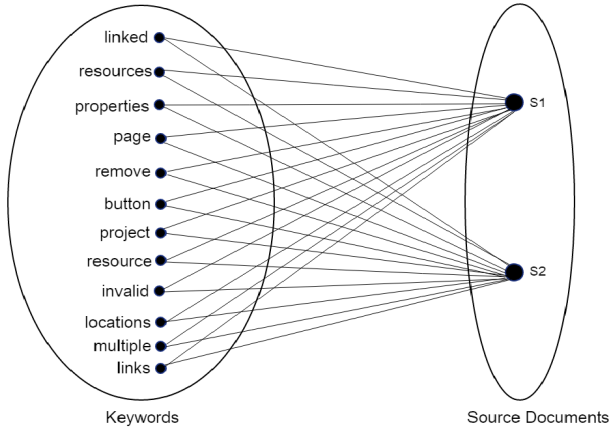 linked
resources
properties
page
remove
button
project
resource
invalid
locations
multiple
links
S1
S2
Keywords
Source Documents